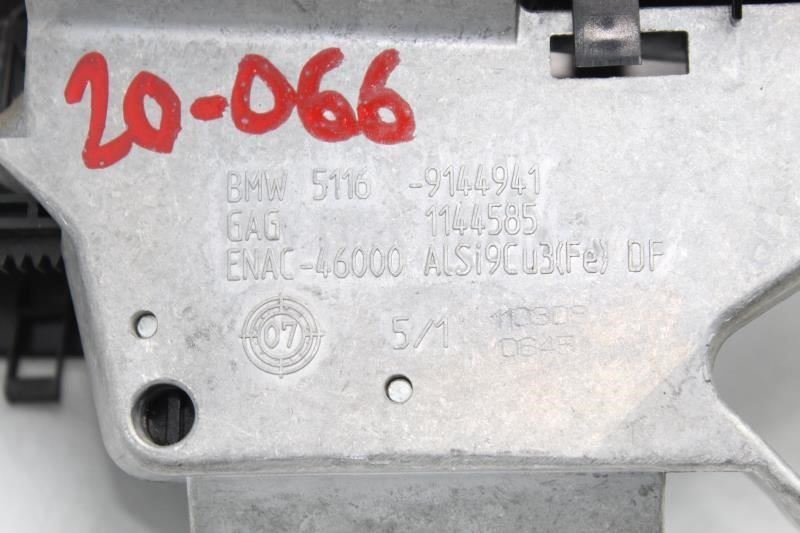 20-066
BMW 5116 -9144941
GAG 1144585
ENAC-46000 AlSi9Cu3(Fe) DF
07 5/1